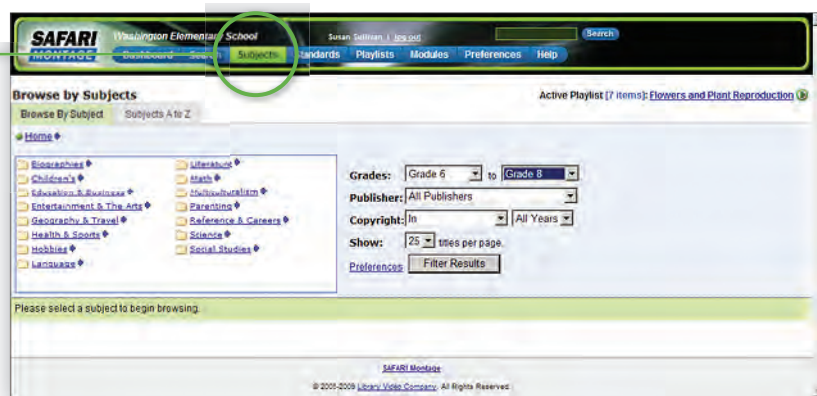 SAFARI
MONTAGE
Washington Elementary School
Susan Sullivan | log out
Search
Dashboard Search Subjects Standards Playlists Modules Preferences Help
Browse by Subjects
Active Playlist [7 items]: Flowers and Plant Reproduction
Browse By Subject Subjects A to Z
Home
Biographies
Children's
Education & Business
Entertainment & The Arts
Geography & Travel
Health & Sports
Hobbies
Language
Literature
Math
Multiculturalism
Parenting
Reference & Careers
Science
Social Studies
Grades: Grade 6 to Grade 8
Publisher: All Publishers
Copyright: In All Years
Show: 25 titles per page.
Preferences Filter Results
Please select a subject to begin browsing.
SAFARI Montage
© 2005-2009 Library Video Company, All Rights Reserved